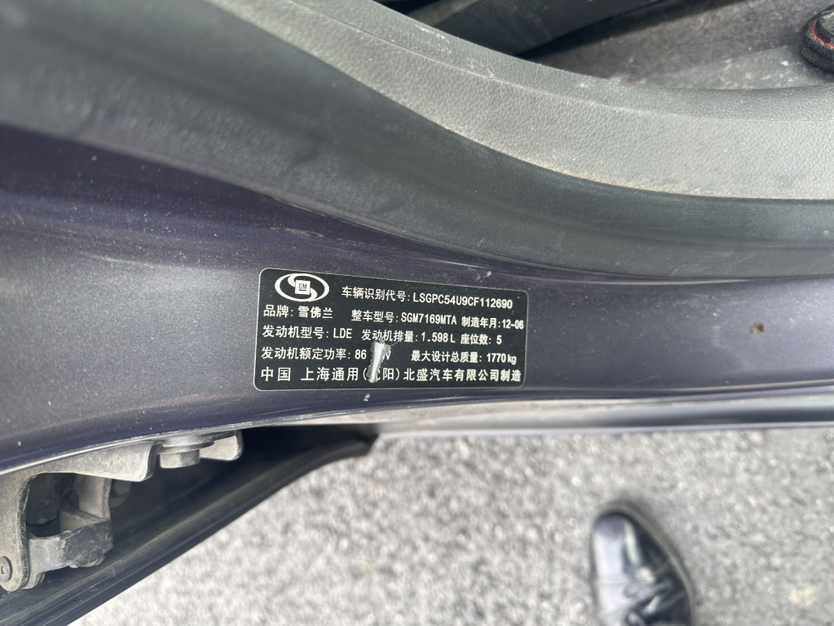 GM
车辆识别代号: LSGPC54U9CF112690
品牌: 雪佛兰 整车型号: SGM7169MTA 制造年月: 12-06
发动机型号: LDE 发动机排量: 1.598 L 座位数: 5
发动机额定功率: 86 最大设计总质量: 1770 kg
中国 上海通用( 阳)北盛汽车有限公司制造